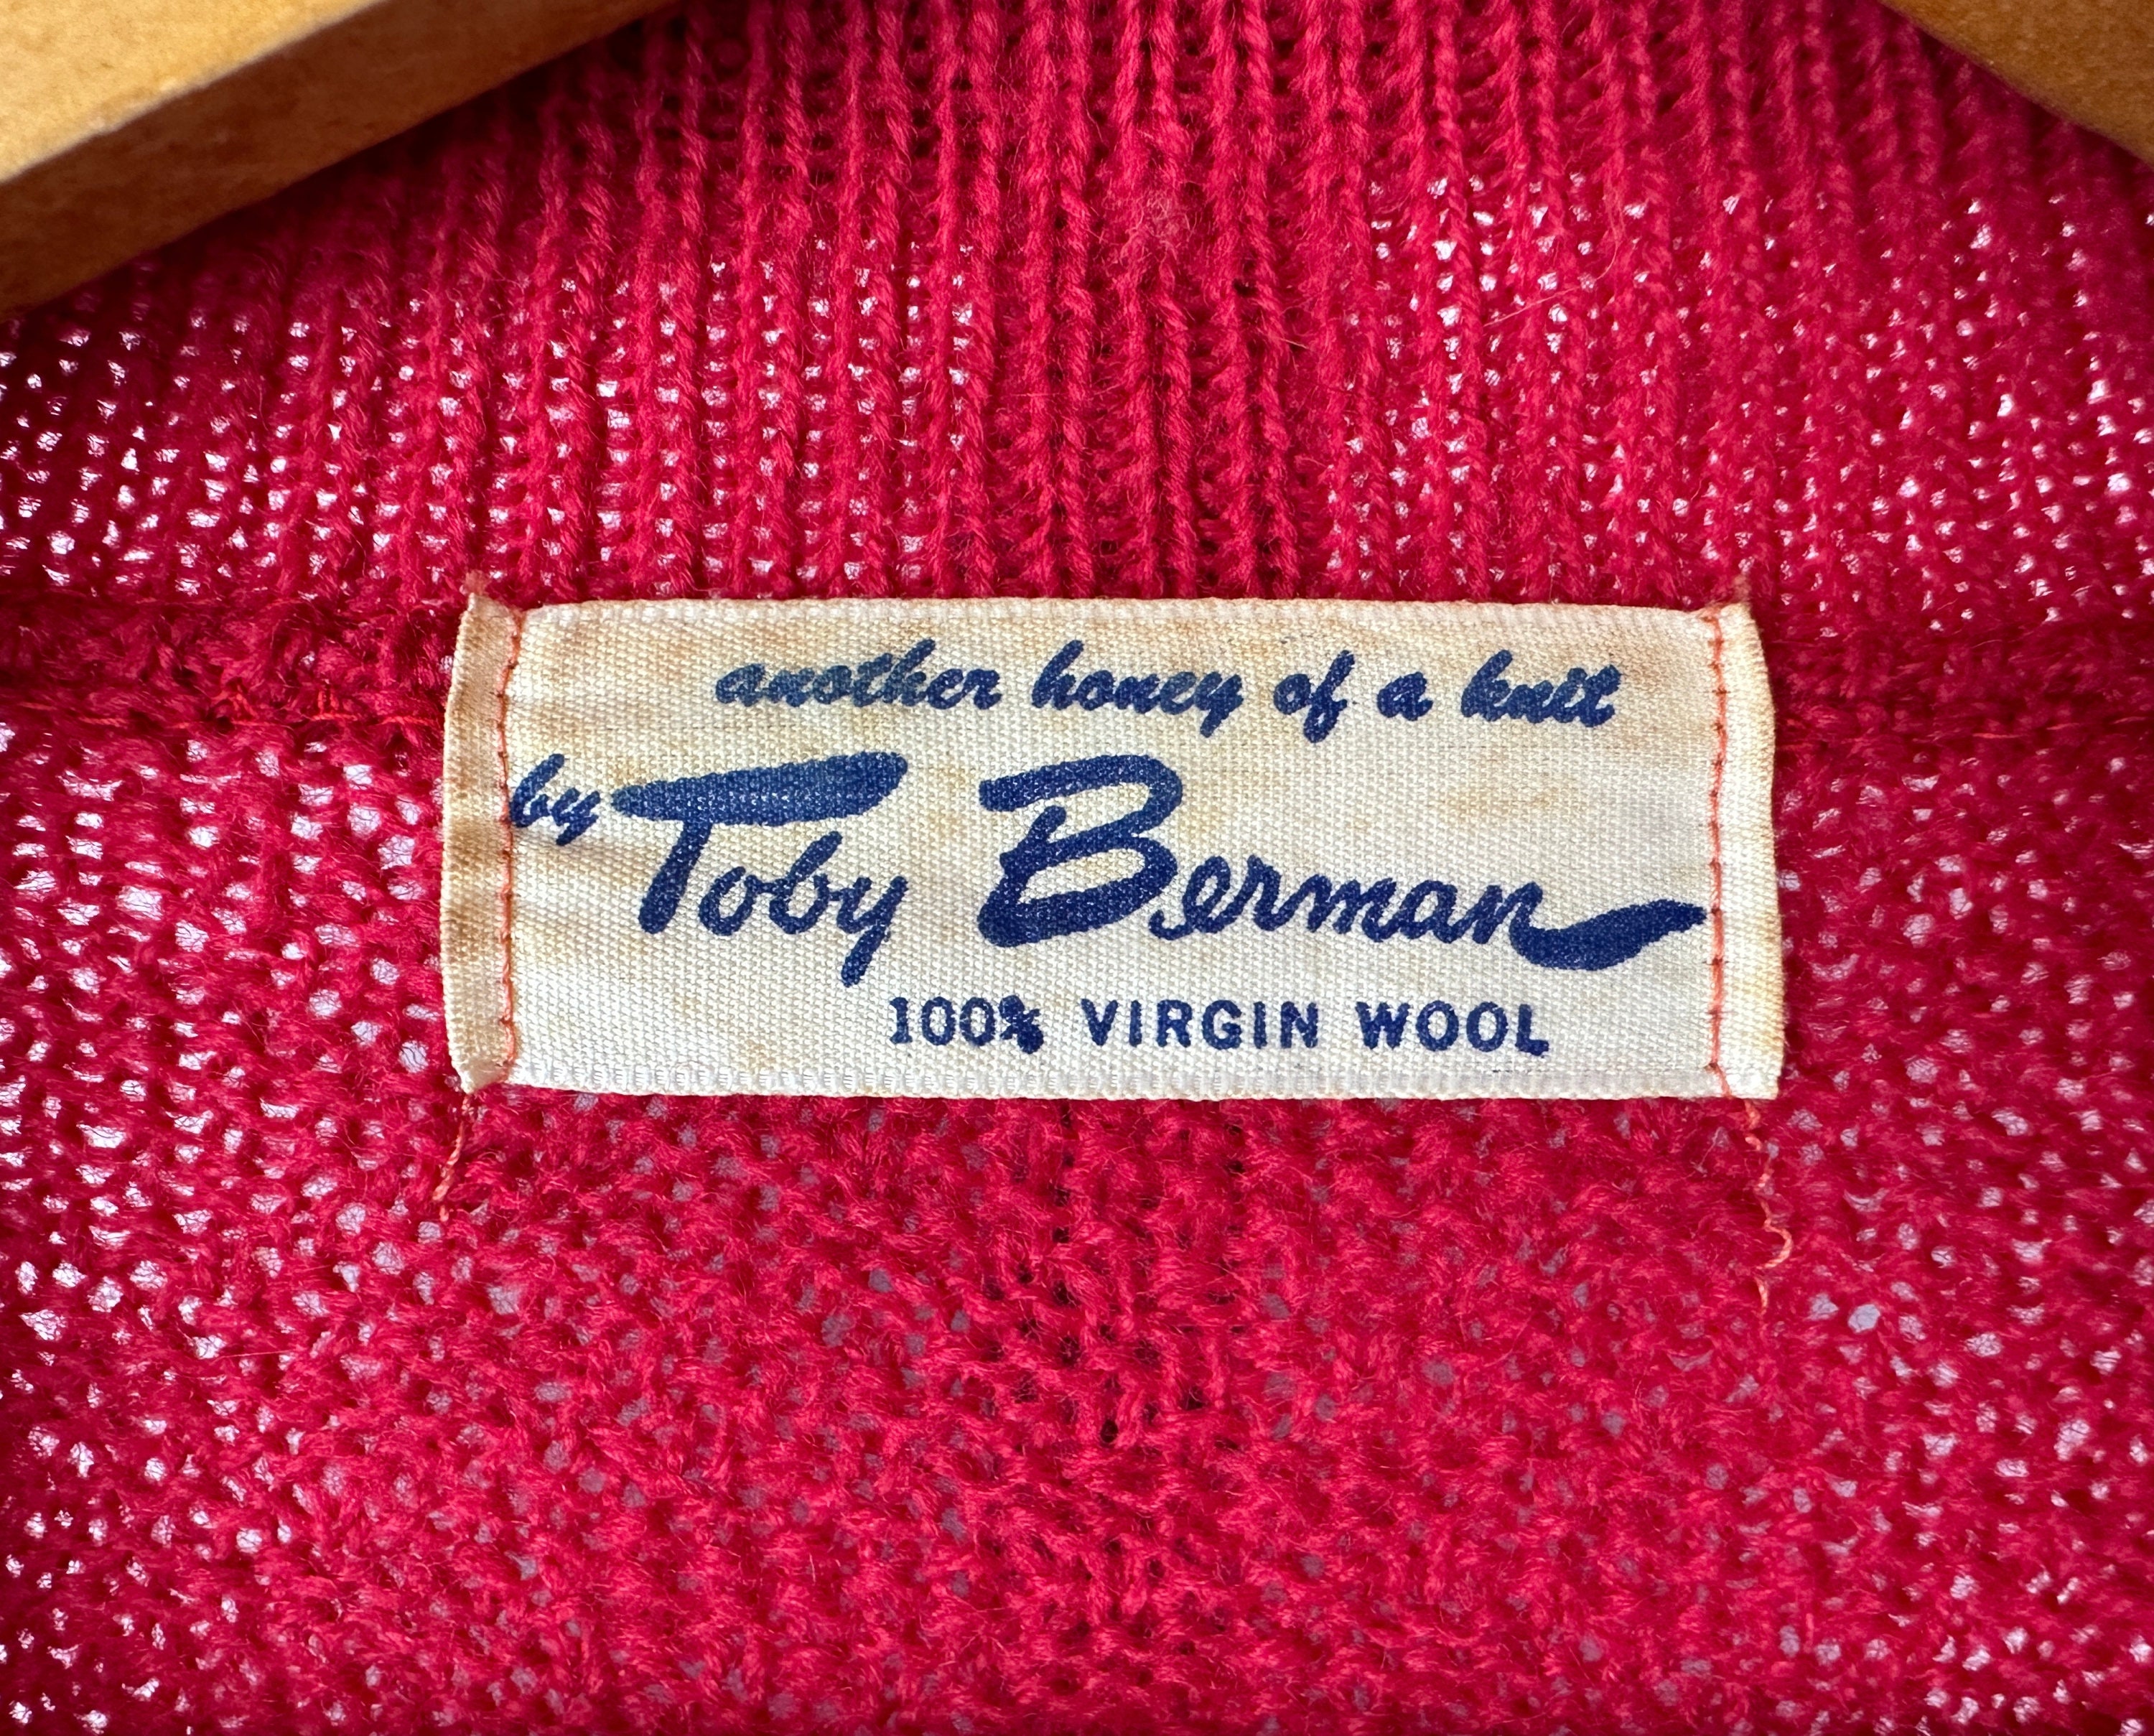 another honey of a knit
by Toby Berman
100% VIRGIN WOOL